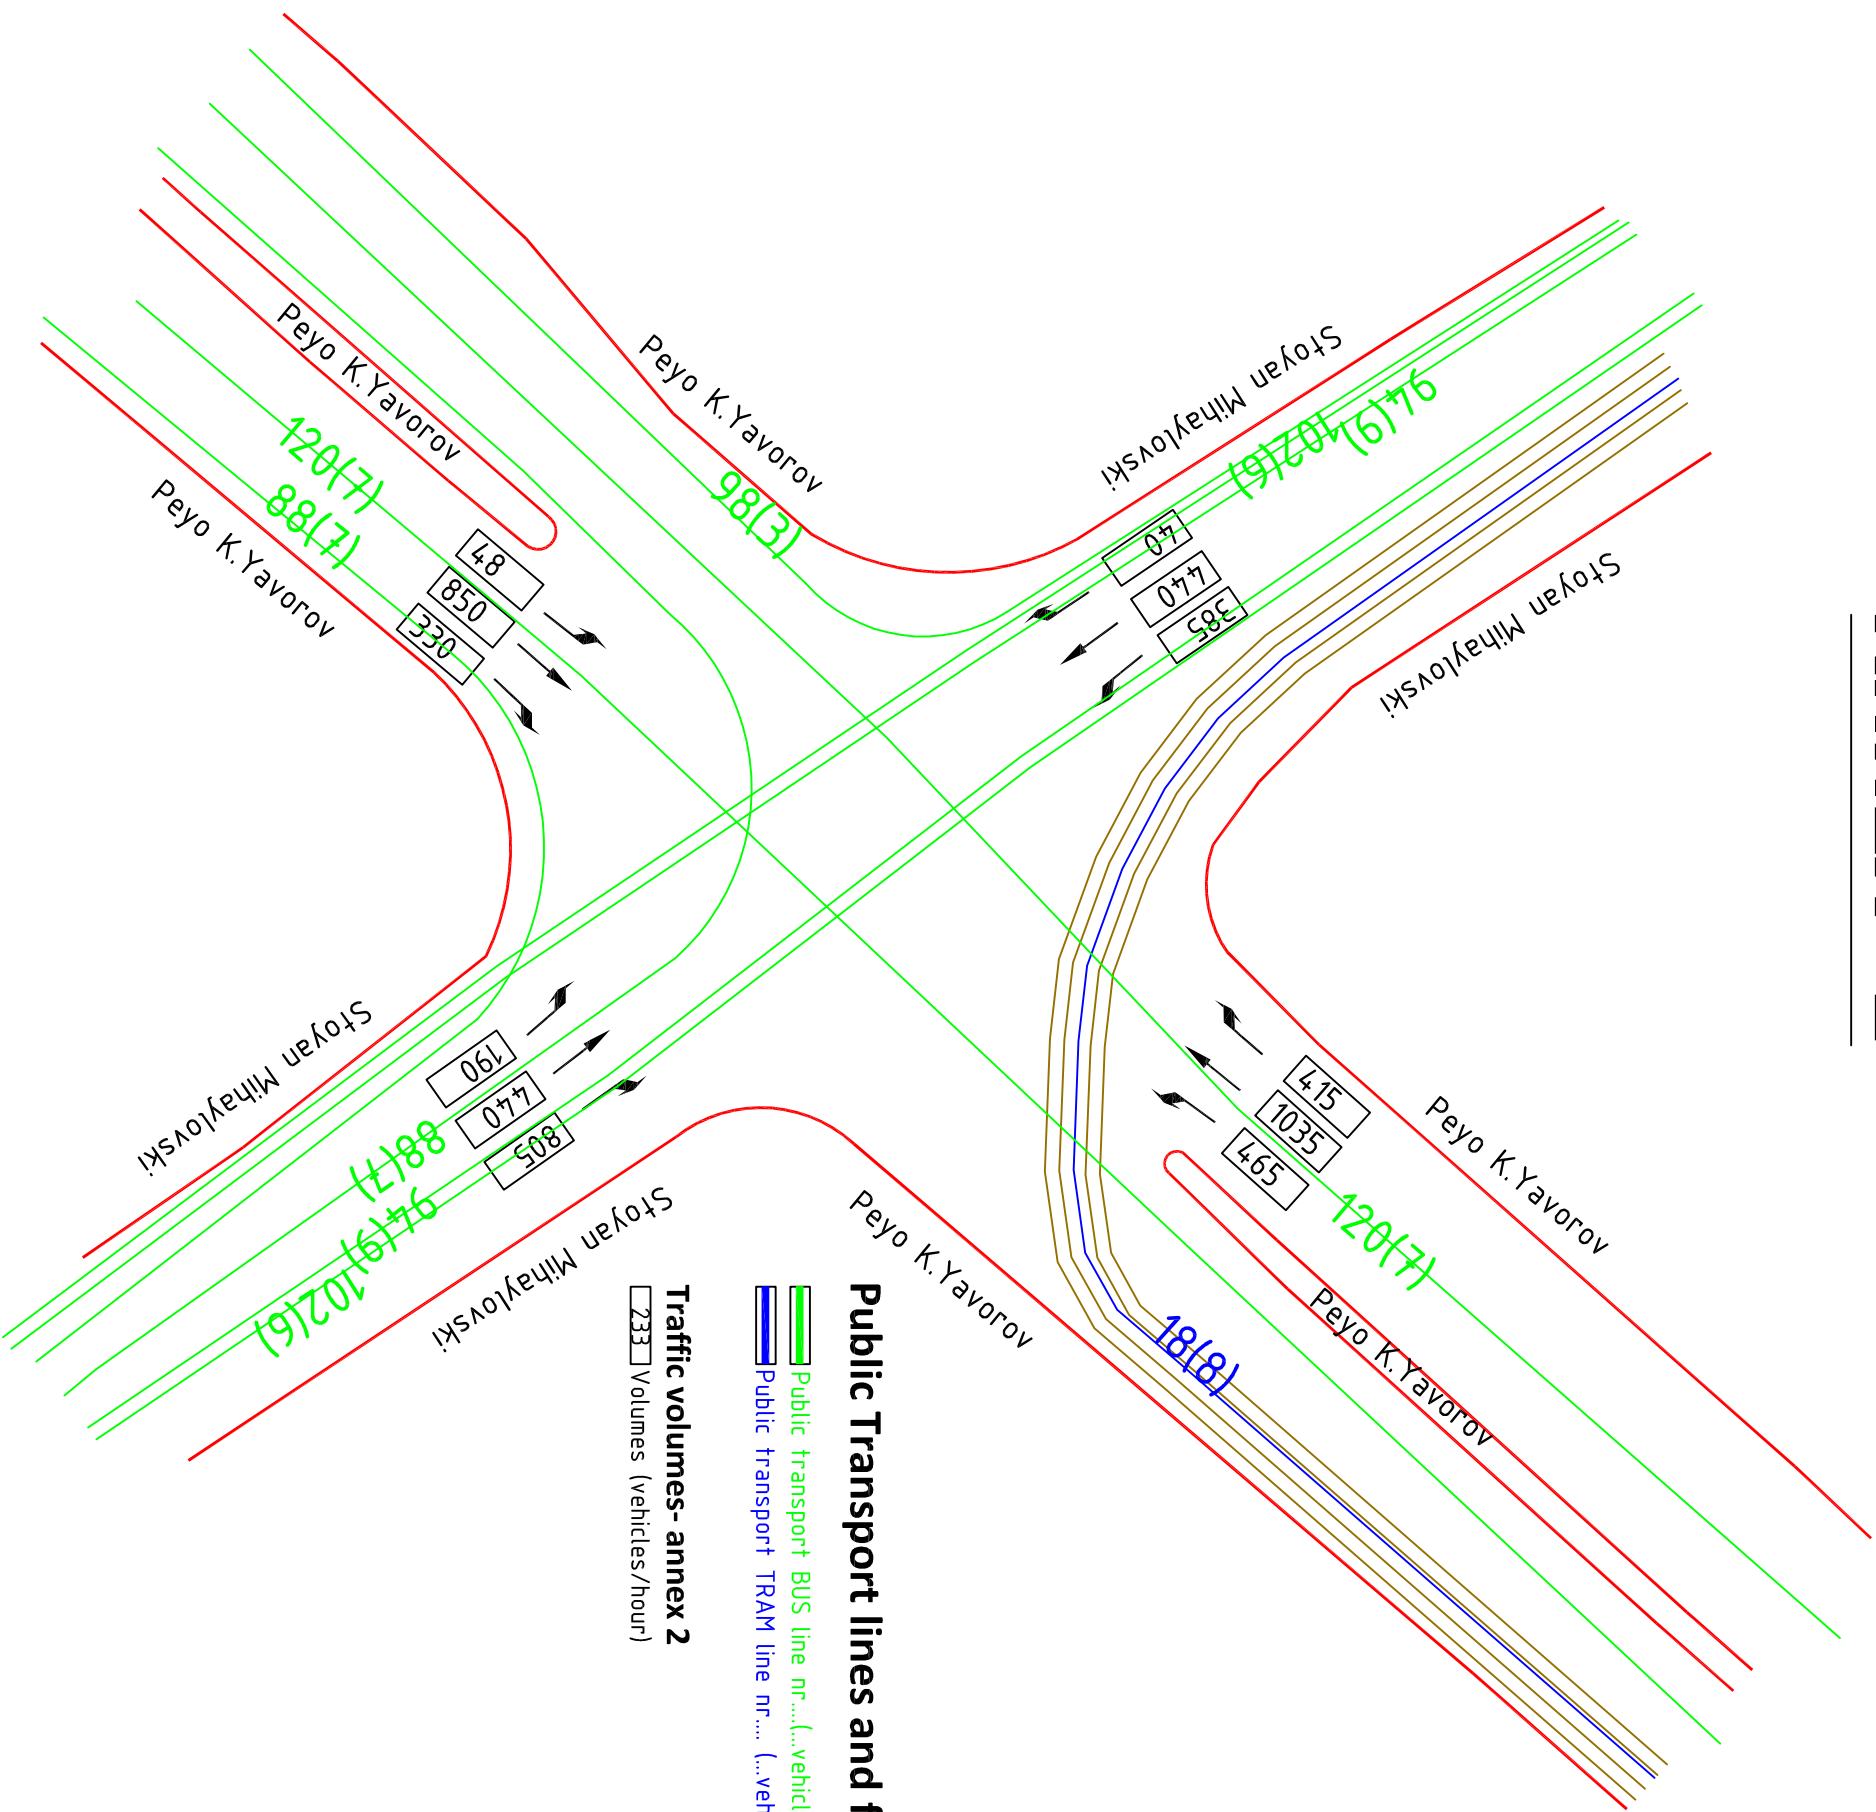 Peyo K.Yavorov
Peyo K.Yavorov
Peyo K.Yavorov
120(7)
88(7)
48
850
330
98(3)
Stoyan Mihaylovski
94(9)
102(6)
40
440
385
Stoyan Mihaylovski
Stoyan Mihaylovski
190
440
805
88(7)
94(9)
102(6)
Stoyan Mihaylovski
415
1035
465
Peyo K.Yavorov
120(7)
Peyo K.Yavorov
Peyo K.Yavorov
18(8)
Public Transport lines and
Public transport BUS line nr....(...vehicl
Public transport TRAM line nr.... (...veh
Traffic volumes- annex 2
233 Volumes (vehicles/hour)